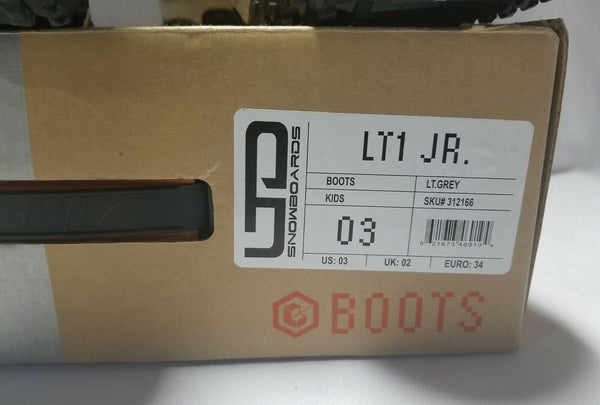 LT1 JR.
SNOWBOARDS
BOOTS
LT.GREY
KIDS
SKU# 312166
03
US: 03
UK: 02
EURO: 34
BOOTS